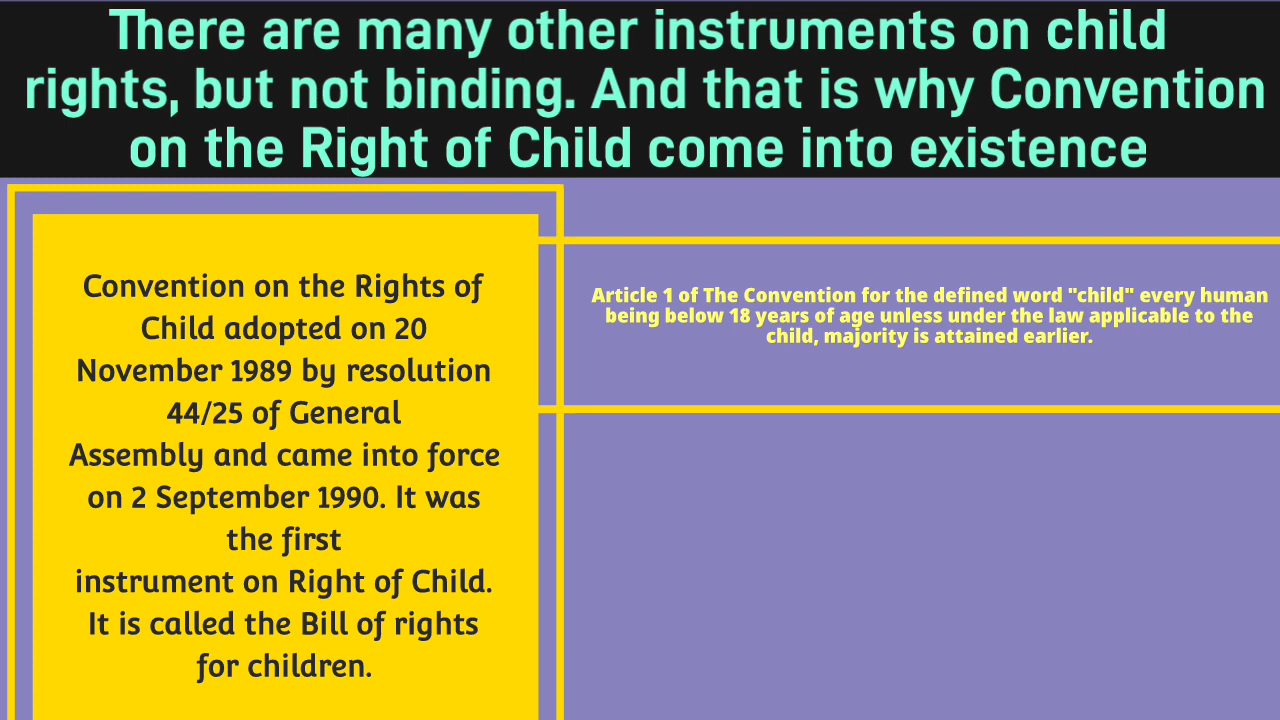 There are many other instruments on child
rights, but not binding. And that is why Convention
on the Right of Child come into existence
Convention on the Rights of
Child adopted on 20
November 1989 by resolution
44/25 of General
Assembly and came into force
on 2 September 1990. It was
the first
instrument on Right of Child.
It is called the Bill of rights
for children.
Article 1 of The Convention for the defined word "child" every human
being below 18 years of age unless under the law applicable to the
child, majority is attained earlier.